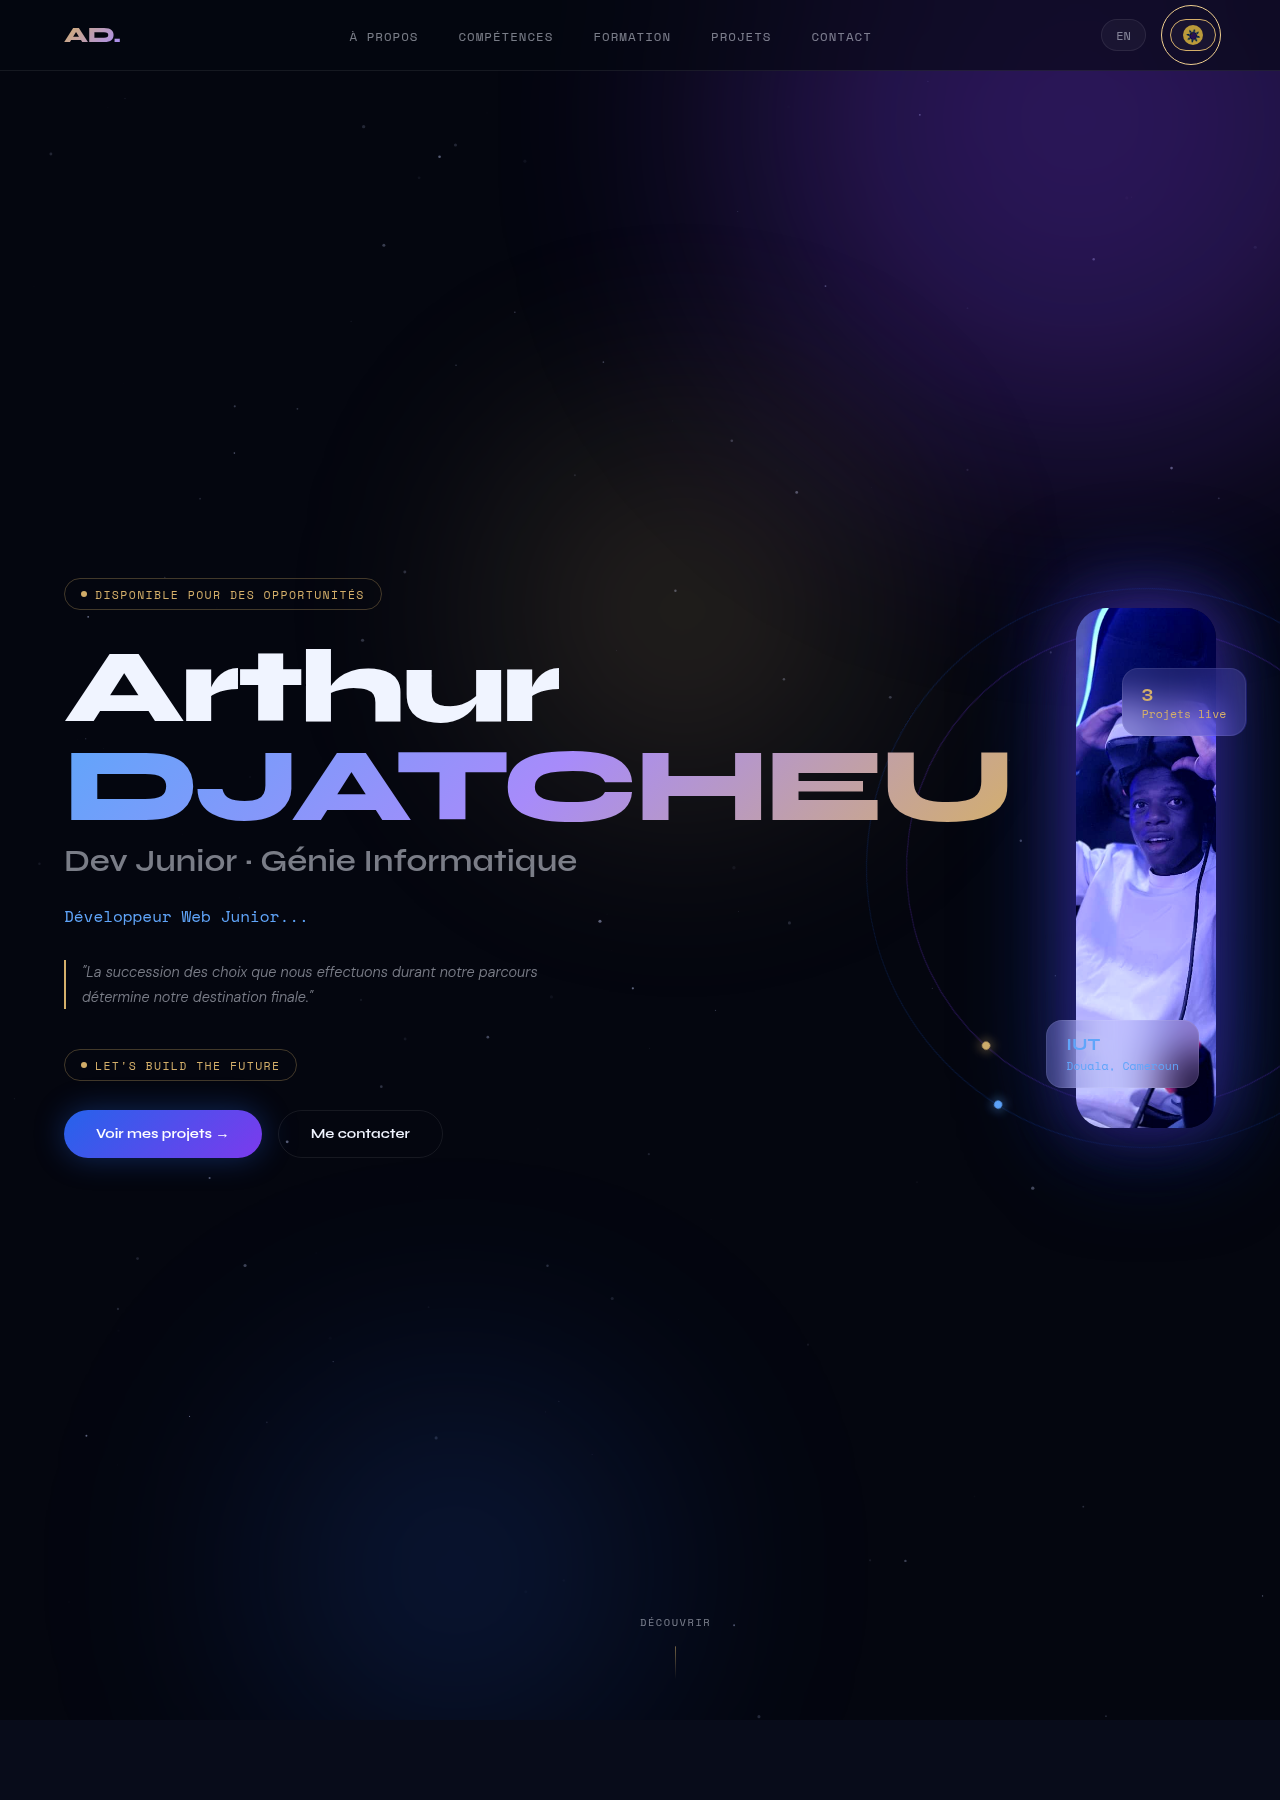 AD.
À PROPOS
COMPÉTENCES
FORMATION
PROJETS
CONTACT
EN
DISPONIBLE POUR DES OPPORTUNITÉS
Arthur
DJATCHEU
Dev Junior · Génie Informatique
Développeur Web Junior...
"La succession des choix que nous effectuons durant notre parcours
détermine notre destination finale."
LET'S BUILD THE FUTURE
Voir mes projets →
Me contacter
3
Projets live
IUT
Douala, Cameroun
DÉCOUVRIR